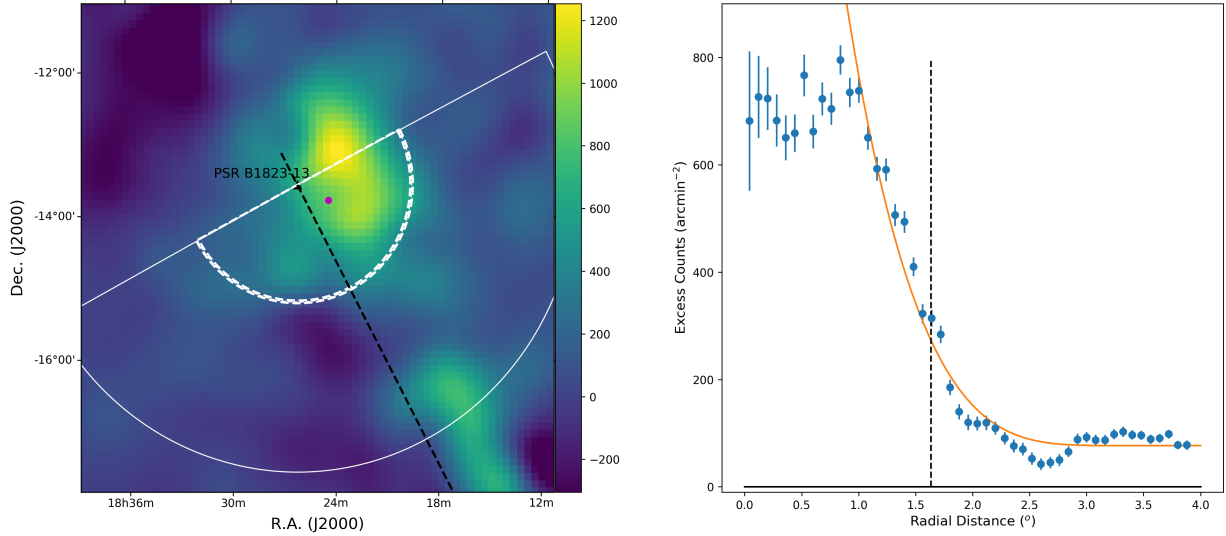 Dec. (J2000)
-12°00'
-14°00'
-16°00'
PSR B1823-13
18h36m
30m
24m
18m
12m
R.A. (J2000)
1200
1000
800
600
400
200
0
−200
Excess Counts (arcmin⁻²)
800
600
400
200
0
0.0
0.5
1.0
1.5
2.0
2.5
3.0
3.5
4.0
Radial Distance (°)